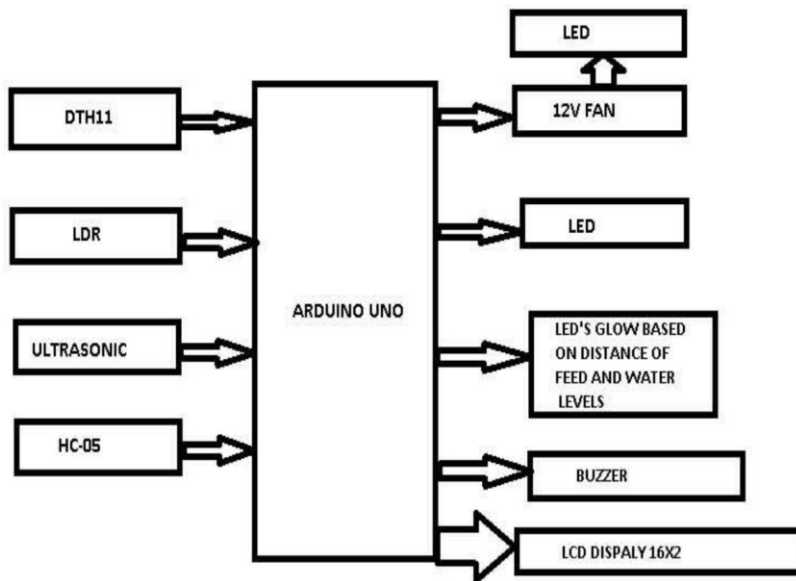 LED
DTH11
12V FAN
LDR
LED
ARDUINO UNO
ULTRASONIC
LED'S GLOW BASED
ON DISTANCE OF
FEED AND WATER
LEVELS
HC-05
BUZZER
LCD DISPALY 16X2